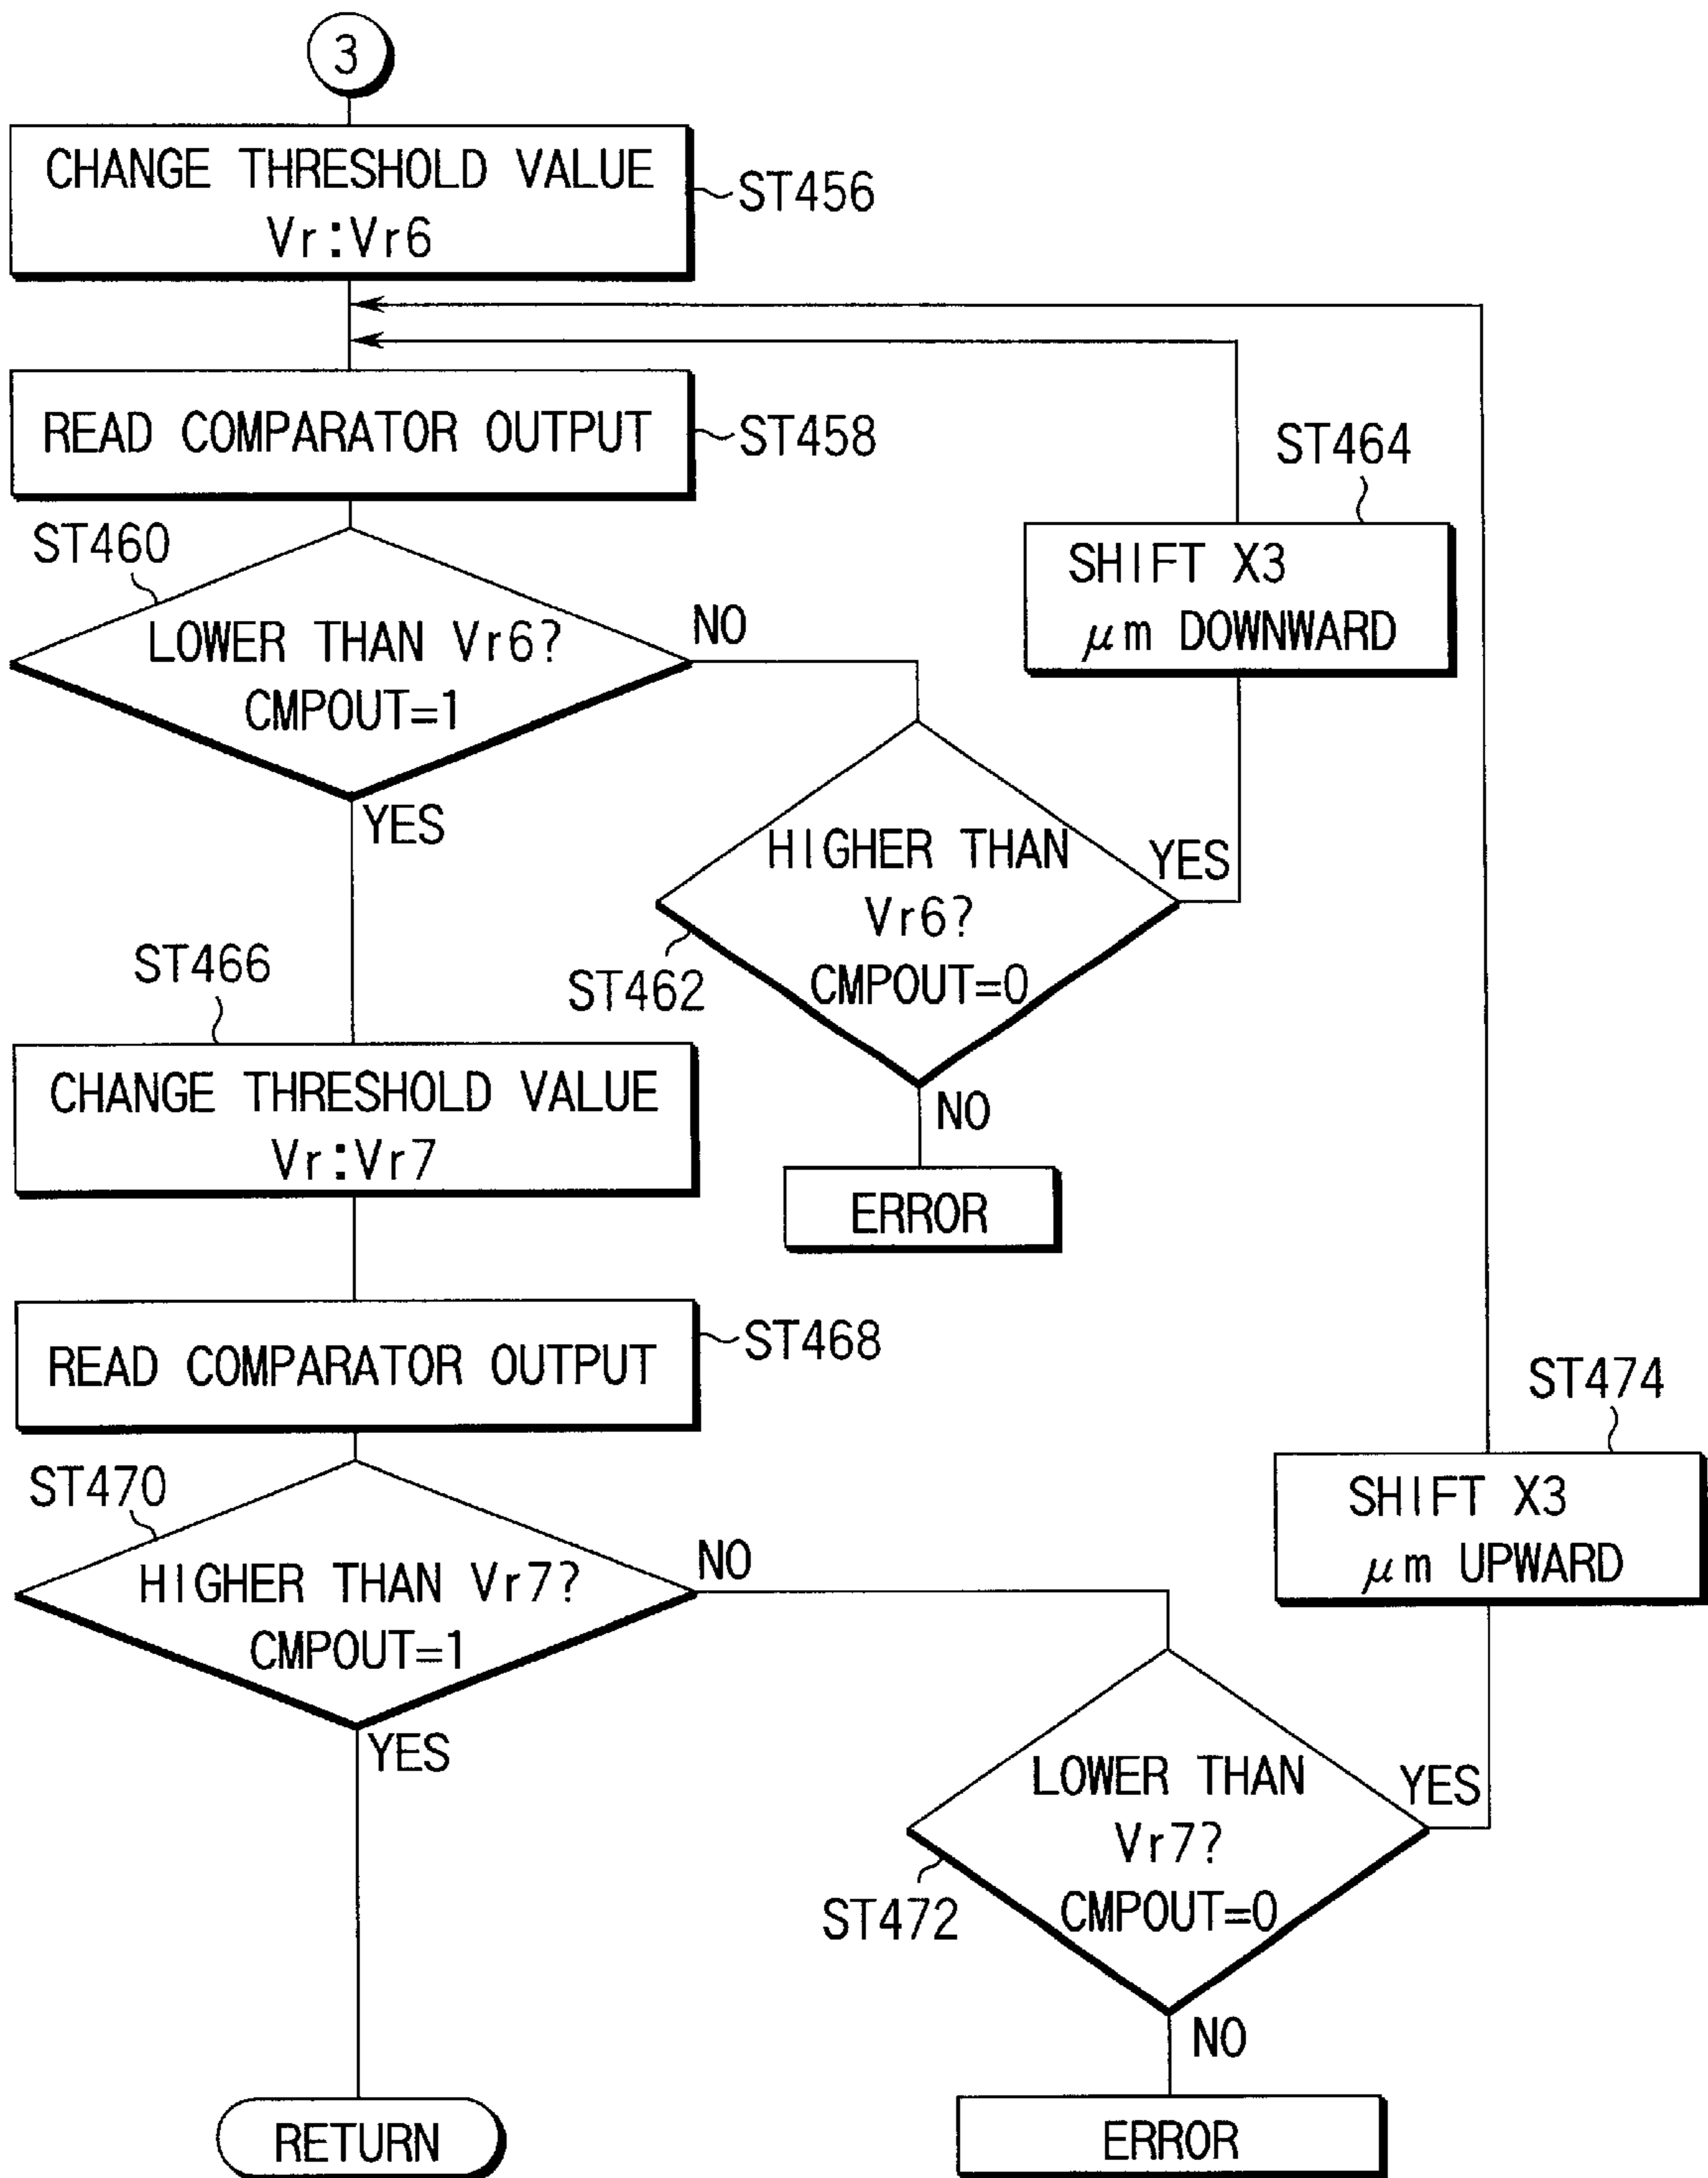 3
CHANGE THRESHOLD VALUE
Vr:Vr6
ST456
READ COMPARATOR OUTPUT
ST458
ST464
SHIFT X3
μm DOWNWARD
ST460
LOWER THAN Vr6?
CMPOUT=1
NO
YES
HIGHER THAN
Vr6?
CMPOUT=0
YES
ST462
NO
ERROR
ST466
CHANGE THRESHOLD VALUE
Vr:Vr7
READ COMPARATOR OUTPUT
ST468
ST474
SHIFT X3
μm UPWARD
ST470
HIGHER THAN Vr7?
CMPOUT=1
NO
YES
LOWER THAN
Vr7?
CMPOUT=0
YES
ST472
NO
ERROR
RETURN